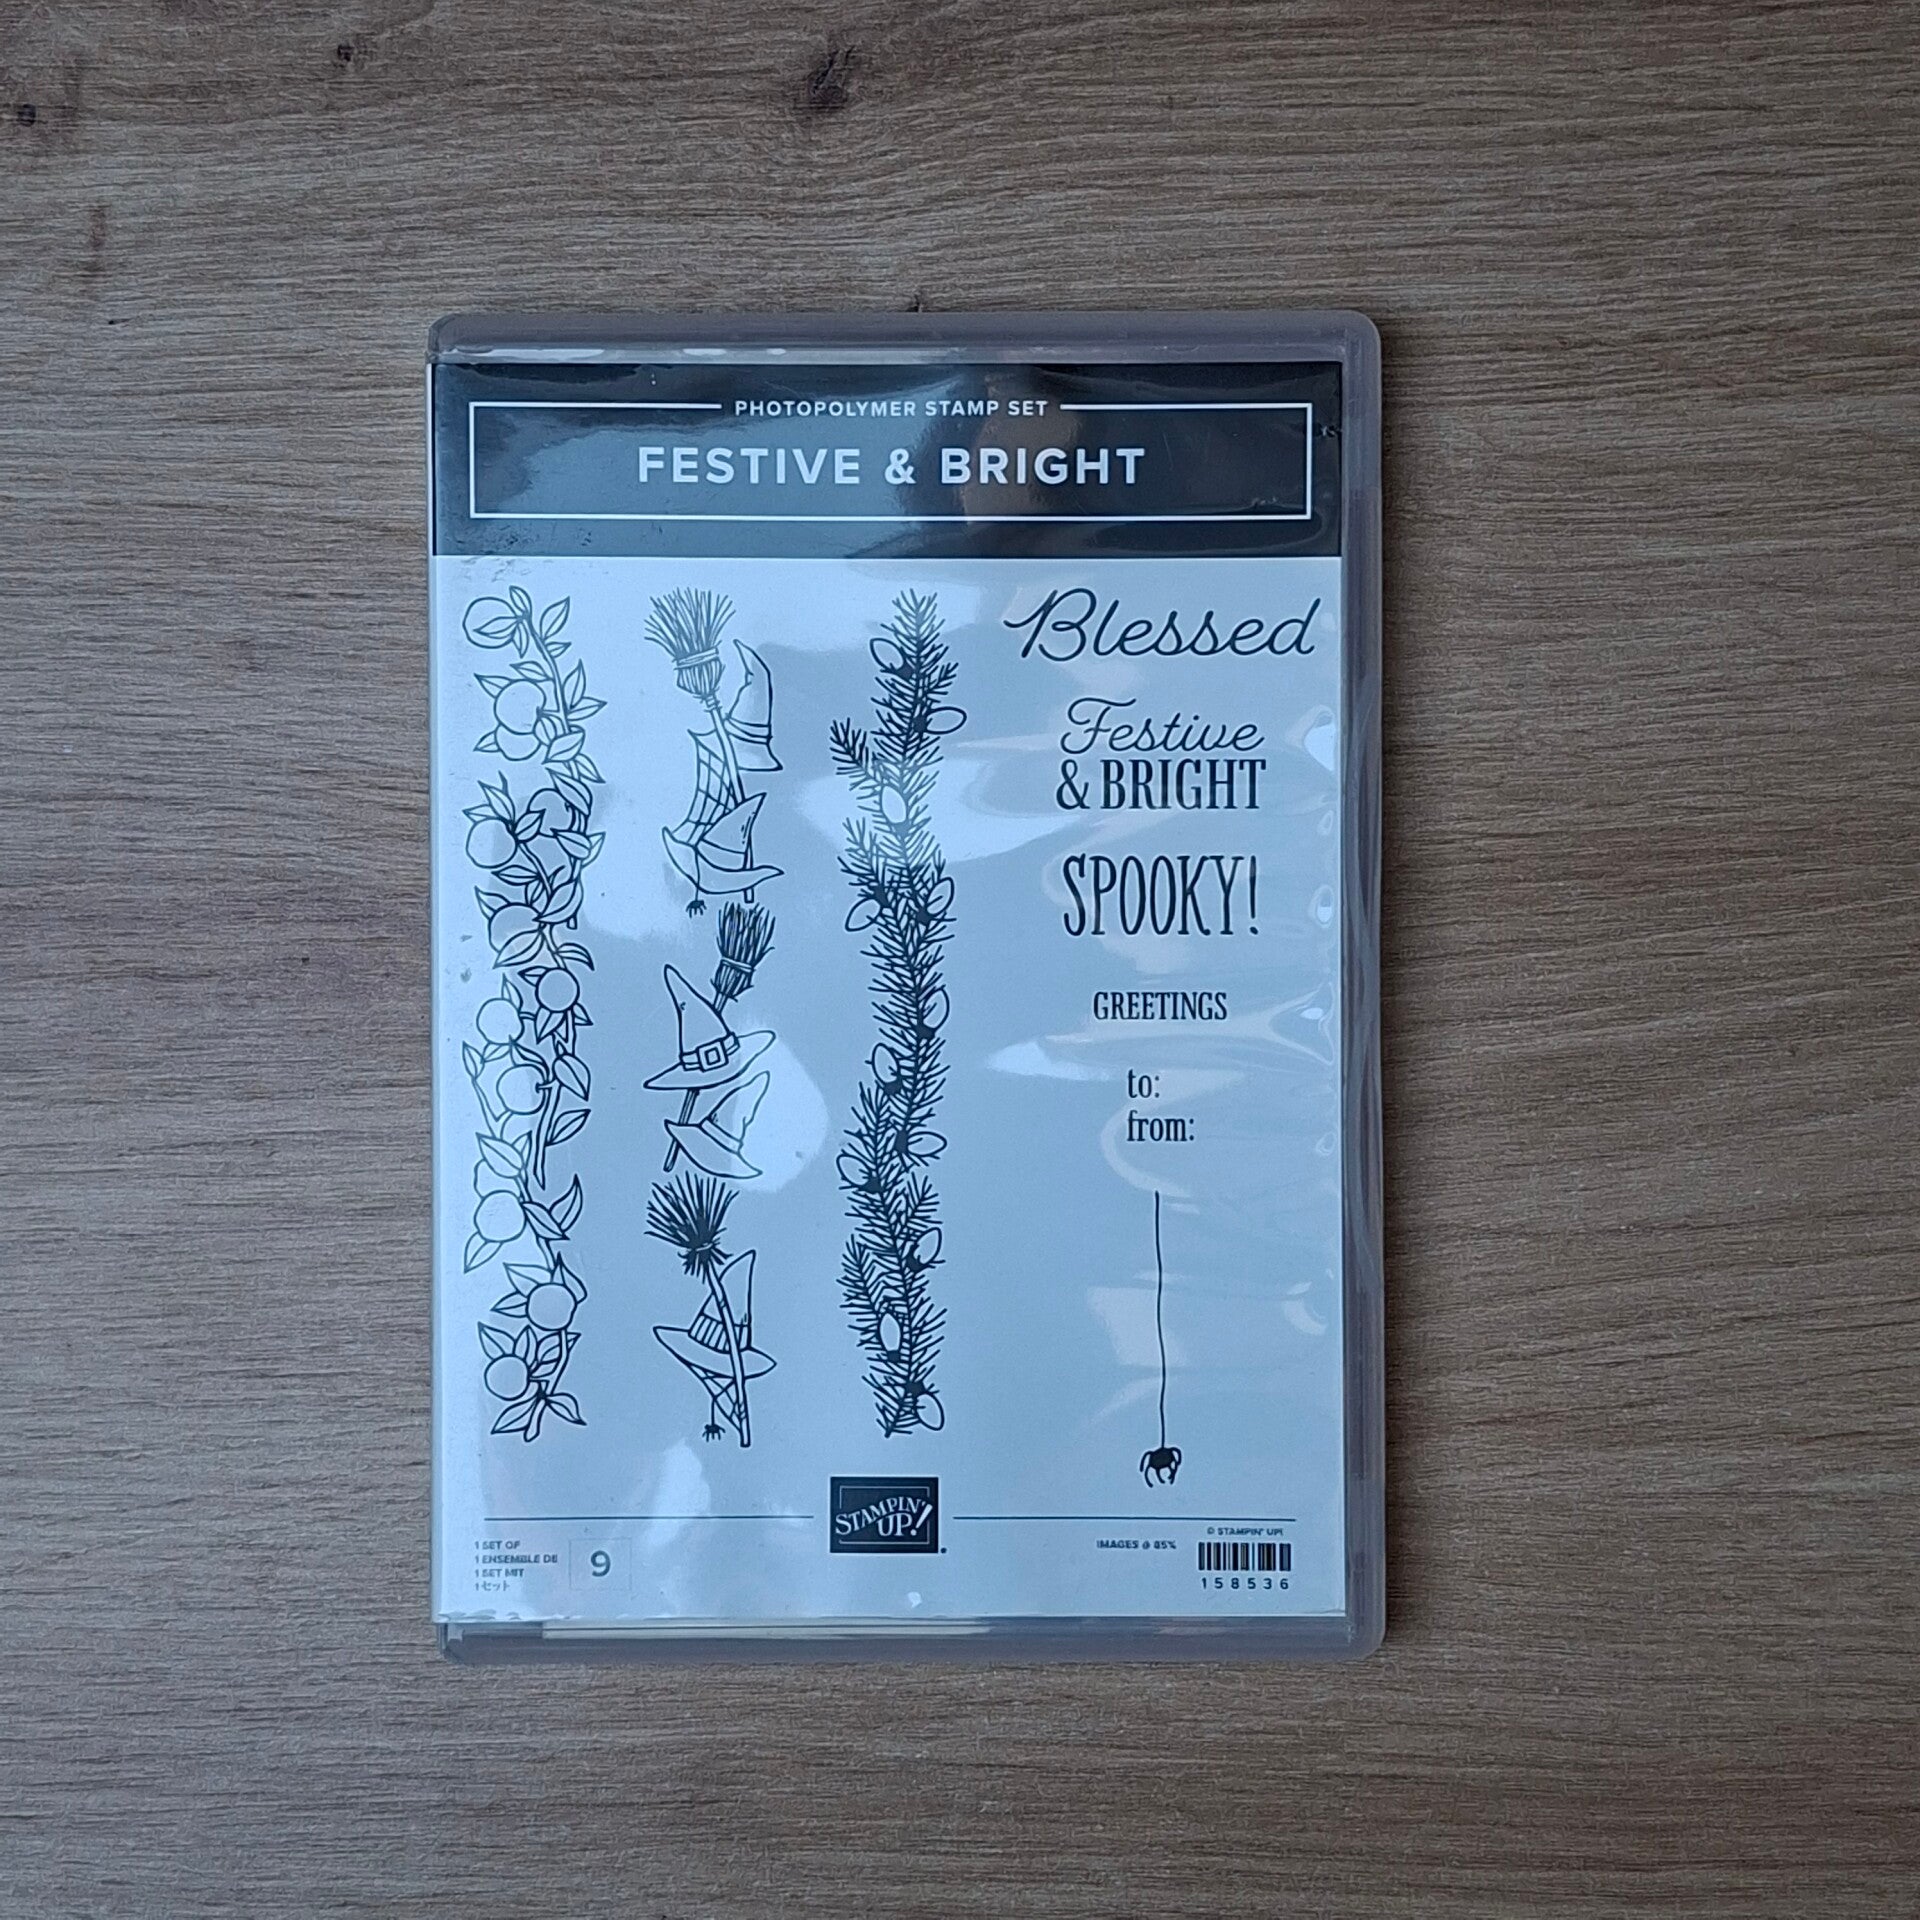 PHOTOPOLYMER STAMP SET
FESTIVE & BRIGHT
Blessed
Festive
& BRIGHT
SPOOKY!
GREETINGS
to:
from:
STAMPIN'
UP!
1 SET OF
1 ENSEMBLE DE
1 SET MIT
1セット
9
IMAGES @ 85%
© STAMPIN' UP!
158536